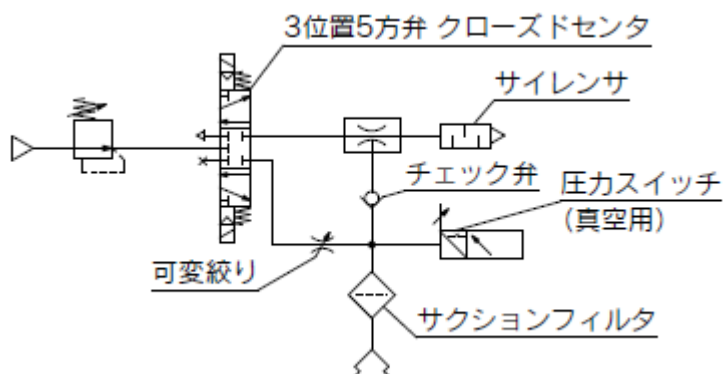 3位置5方弁 クローズドセンタ
サイレンサ
チェック弁
圧力スイッチ
(真空用)
可変絞り
サクションフィルタ